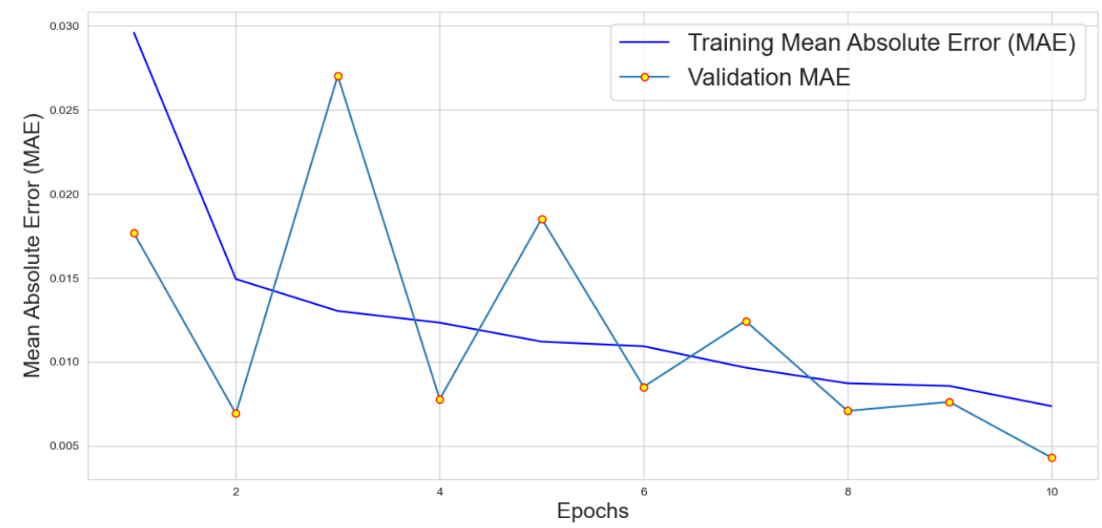 Training Mean Absolute Error (MAE)
Validation MAE
Mean Absolute Error (MAE)
0.030
0.025
0.020
0.015
0.010
0.005
2 4 6 8 10
Epochs